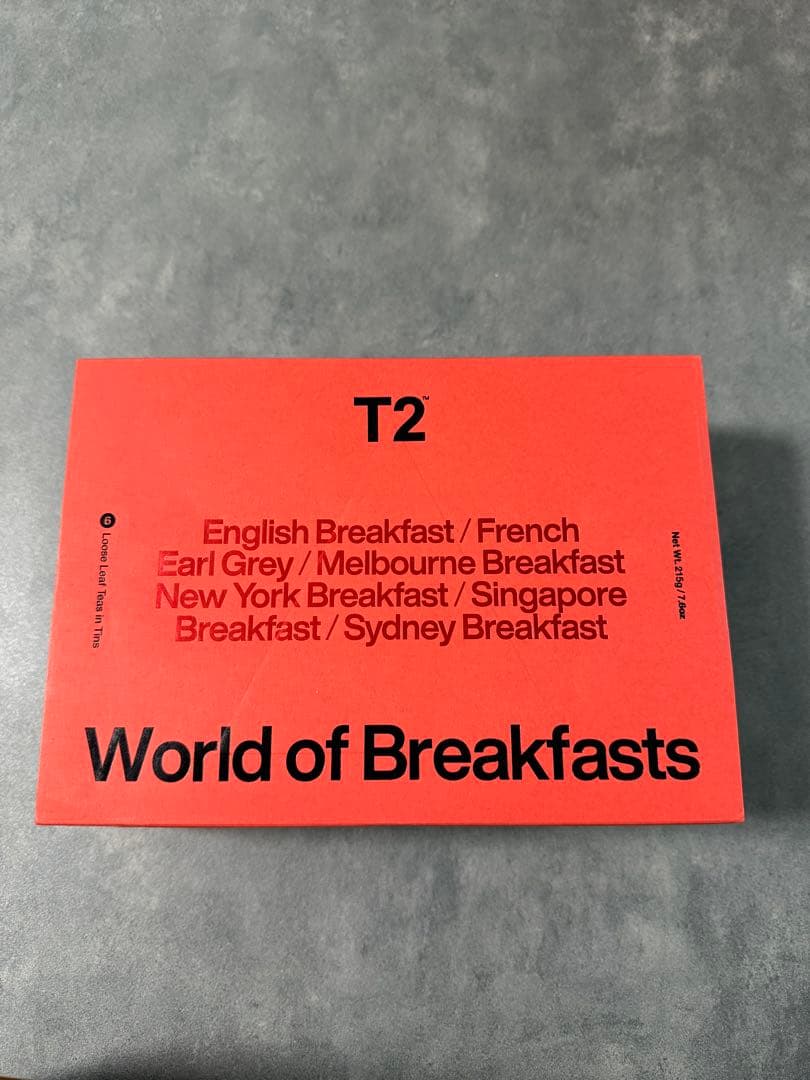 T2™
6 Loose Leaf Teas in Tins
English Breakfast / French
Earl Grey / Melbourne Breakfast
New York Breakfast / Singapore
Breakfast / Sydney Breakfast
Net Wt. 215g / 7.6oz
World of Breakfasts